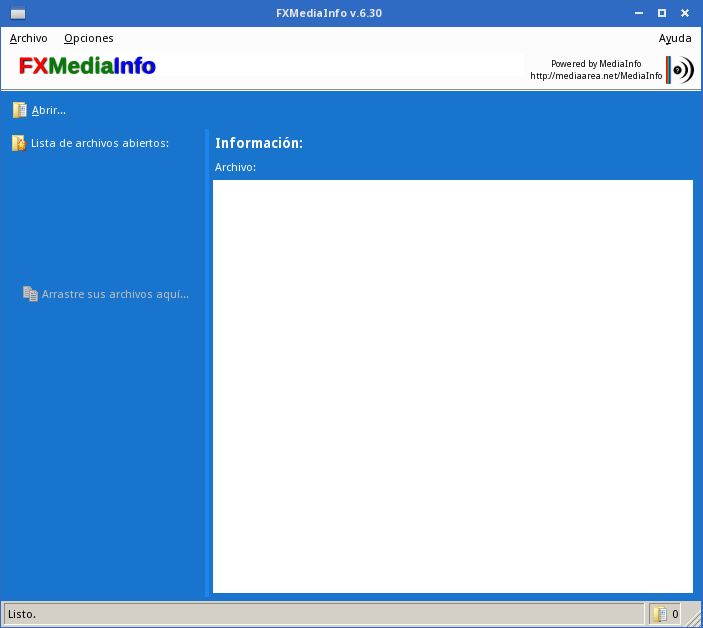 FXMediaInfo v.6.30
Archivo Opciones Ayuda
FXMediaInfo
Powered by MediaInfo
http://mediaarea.net/MediaInfo
Abrir...
Lista de archivos abiertos:
Información:
Archivo:
Arrastre sus archivos aquí...
Listo.
0